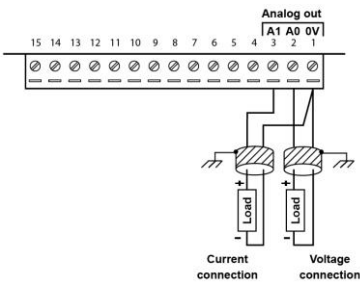 Analog out
A1 A0 0V
15 14 13 12 11 10 9 8 7 6 5 4 3 2 1
+ +
Load Load
- -
Current connection
Voltage connection